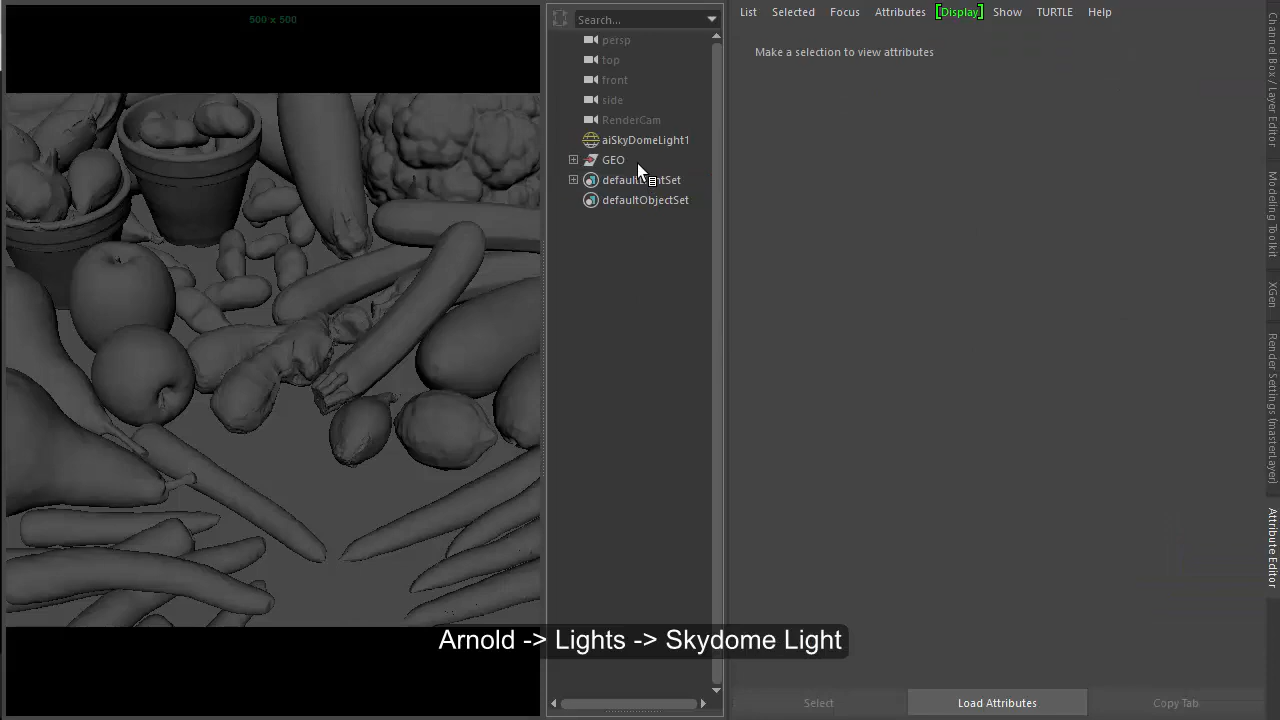 500 x 500
Search...
persp
top
front
side
RenderCam
aiSkyDomeLight1
GEO
defaultLightSet
defaultObjectSet
List Selected Focus Attributes [Display] Show TURTLE Help
Make a selection to view attributes
Channel Box / Layer Editor
Modeling Toolkit
XGen
Render Settings (masterLayer)
Attribute Editor
Arnold -> Lights -> Skydome Light
Select Load Attributes Copy Tab